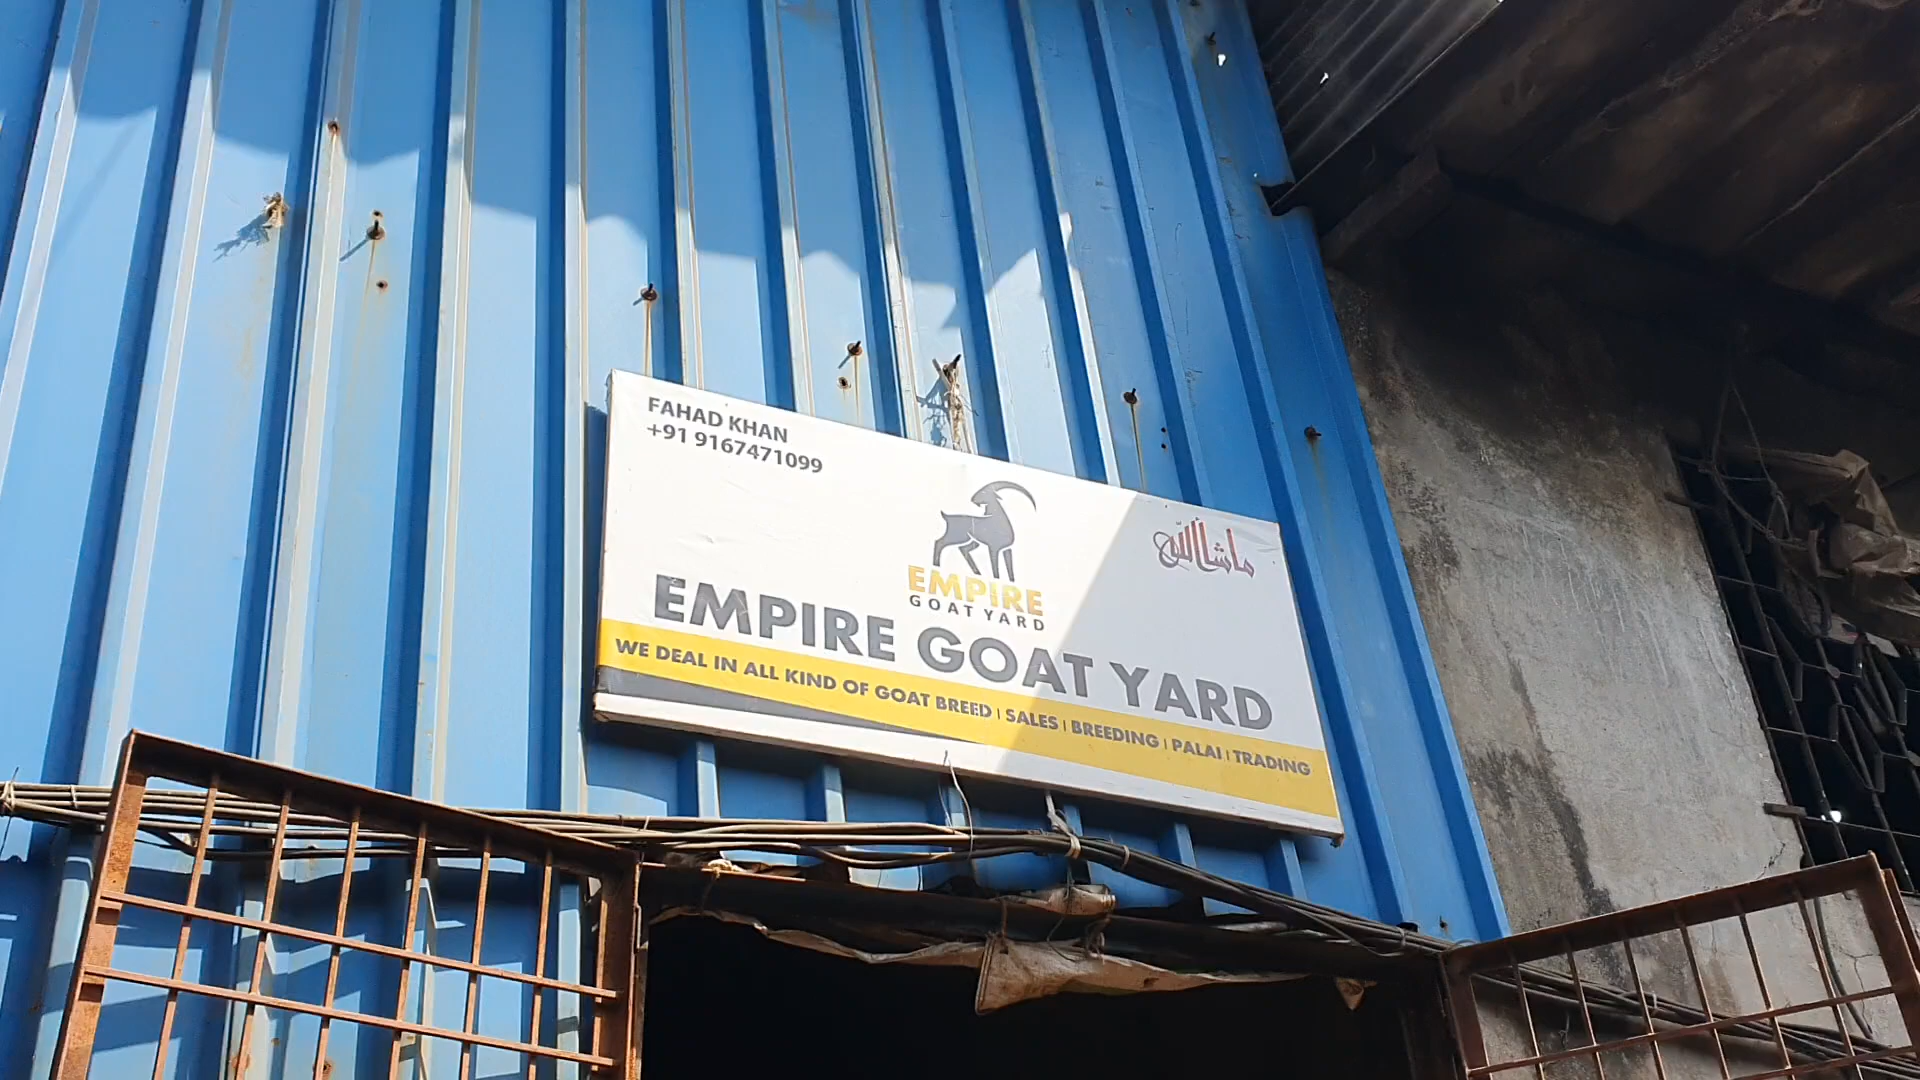 FAHAD KHAN
+91 9167471099
ماشاءالله
EMPIRE
GOAT YARD
EMPIRE GOAT YARD
WE DEAL IN ALL KIND OF GOAT BREED | SALES | BREEDING | PALAI | TRADING